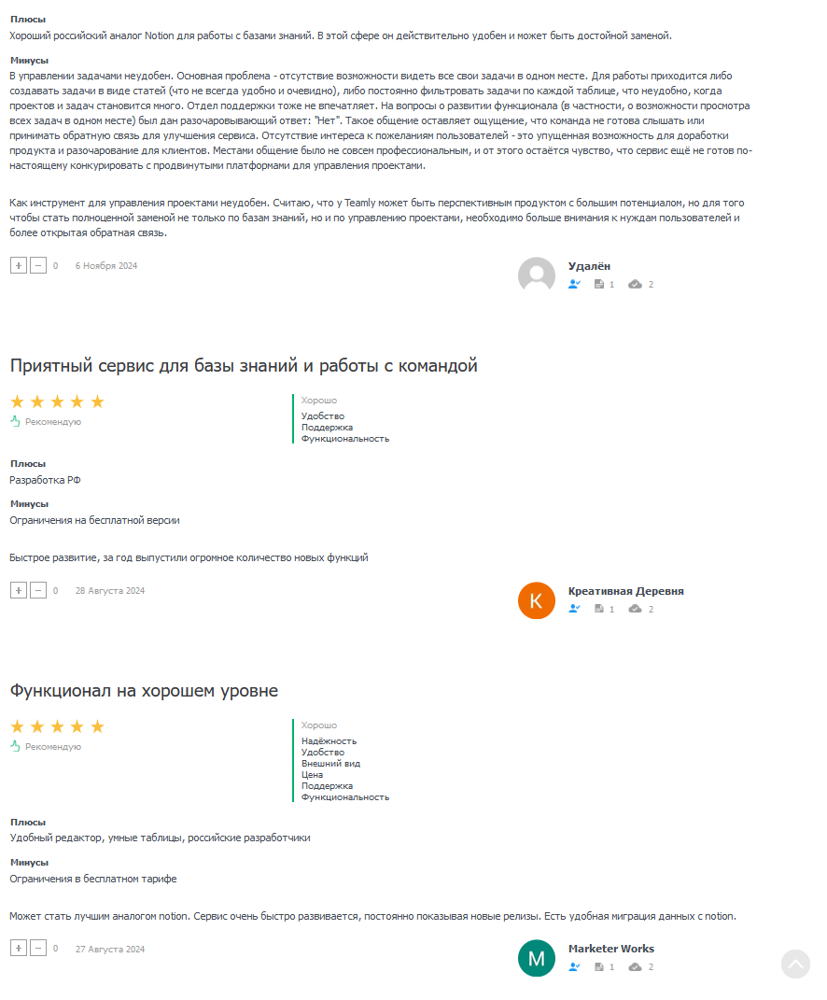 Плюсы
Хороший российский аналог Notion для работы с базами знаний. В этой сфере он действительно удобен и может быть достойной заменой.
Минусы
В управлении задачами неудобен. Основная проблема - отсутствие возможности видеть все свои задачи в одном месте. Для работы приходится либо
создавать задачи в виде статей (что не всегда удобно и очевидно), либо постоянно фильтровать задачи по каждой таблице, что неудобно, когда
проектов и задач становится много. Отдел поддержки тоже не впечатляет. На вопросы о развитии функционала (в частности, о возможности просмотра
всех задач в одном месте) был дан разочаровывающий ответ: "Нет". Такое общение оставляет ощущение, что команда не готова слышать или
принимать обратную связь для улучшения сервиса. Отсутствие интереса к пожеланиям пользователей - это упущенная возможность для доработки
продукта и разочарование для клиентов. Местами общение было не совсем профессиональным, и от этого остаётся чувство, что сервис ещё не готов по-
настоящему конкурировать с продвинутыми платформами для управления проектами.
Как инструмент для управления проектами неудобен. Считаю, что у Teamly может быть перспективным продуктом с большим потенциалом, но для того
чтобы стать полноценной заменой не только по базам знаний, но и по управлению проектами, необходимо больше внимания к нуждам пользователей и
более открытая обратная связь.
+ − 0 6 Ноября 2024
Удалён
1 2
Приятный сервис для базы знаний и работы с командой
Рекомендую
Хорошо
Удобство
Поддержка
Функциональность
Плюсы
Разработка РФ
Минусы
Ограничения на бесплатной версии
Быстрое развитие, за год выпустили огромное количество новых функций
+ − 0 28 Августа 2024
К
Креативная Деревня
1 2
Функционал на хорошем уровне
Рекомендую
Хорошо
Надёжность
Удобство
Внешний вид
Цена
Поддержка
Функциональность
Плюсы
Удобный редактор, умные таблицы, российские разработчики
Минусы
Ограничения в бесплатном тарифе
Может стать лучшим аналогом notion. Сервис очень быстро развивается, постоянно показывая новые релизы. Есть удобная миграция данных с notion.
+ − 0 27 Августа 2024
M
Marketer Works
1 2